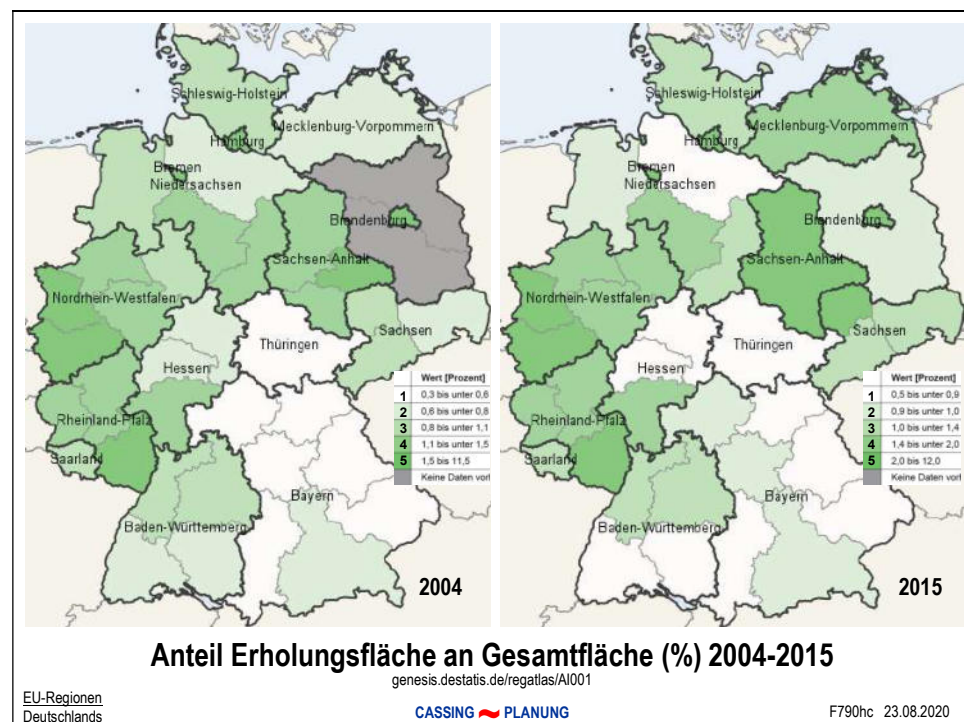 Schleswig-Holstein
Mecklenburg-Vorpommern
Hamburg
Bremen
Niedersachsen
Brandenburg
Sachsen-Anhalt
Nordrhein-Westfalen
Sachsen
Thüringen
Hessen
Rheinland-Pfalz
Saarland
Bayern
Baden-Württemberg
Wert [Prozent]
1 0,3 bis unter 0,6
2 0,6 bis unter 0,8
3 0,8 bis unter 1,1
4 1,1 bis unter 1,5
5 1,5 bis 11,5
Keine Daten vorl
2004
Schleswig-Holstein
Mecklenburg-Vorpommern
Hamburg
Bremen
Niedersachsen
Brandenburg
Sachsen-Anhalt
Nordrhein-Westfalen
Sachsen
Thüringen
Hessen
Rheinland-Pfalz
Saarland
Bayern
Baden-Württemberg
Wert [Prozent]
1 0,5 bis unter 0,9
2 0,9 bis unter 1,0
3 1,0 bis unter 1,4
4 1,4 bis unter 2,0
5 2,0 bis 12,0
Keine Daten vorl
2015
Anteil Erholungsfläche an Gesamtfläche (%) 2004-2015
genesis.destatis.de/regatlas/AI001
EU-Regionen
Deutschlands
CASSING PLANUNG
F790hc 23.08.2020